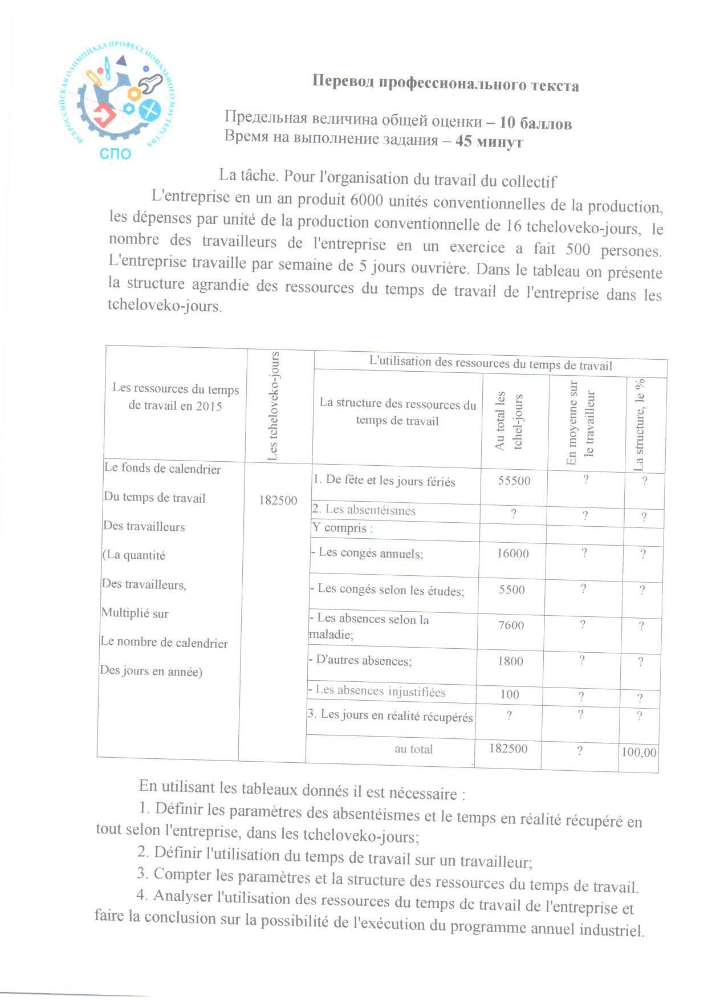 ВСЕРОССИЙСКАЯ ОЛИМПИАДА ПРОФЕССИОНАЛЬНОГО МАСТЕРСТВА
СПО
Перевод профессионального текста
Предельная величина общей оценки – 10 баллов
Время на выполнение задания – 45 минут
La tâche. Pour l'organisation du travail du collectif
L'entreprise en un an produit 6000 unités conventionnelles de la production,
les dépenses par unité de la production conventionnelle de 16 tcheloveko-jours, le
nombre des travailleurs de l'entreprise en un exercice a fait 500 persones.
L'entreprise travaille par semaine de 5 jours ouvrière. Dans le tableau on présente
la structure agrandie des ressources du temps de travail de l'entreprise dans les
tcheloveko-jours.
Les ressources du temps
de travail en 2015
Les tcheloveko-jours
L'utilisation des ressources du temps de travail
La structure des ressources du
temps de travail
Au total les
tchel-jours
En moyenne sur
le travailleur
La structure, le %
Le fonds de calendrier
Du temps de travail
Des travailleurs
(La quantité
Des travailleurs,
Multiplié sur
Le nombre de calendrier
Des jours en année)
182500
1. De fête et les jours fériés 55500 ? ?
2. Les absentéismes ? ? ?
Y compris :
- Les congés annuels; 16000 ? ?
- Les congés selon les études; 5500 ? ?
- Les absences selon la
maladie; 7600 ? ?
- D'autres absences; 1800 ? ?
- Les absences injustifiées 100 ? ?
3. Les jours en réalité récupérés ? ? ?
au total 182500 ? 100,00
En utilisant les tableaux donnés il est nécessaire :
1. Définir les paramètres des absentéismes et le temps en réalité récupéré en
tout selon l'entreprise, dans les tcheloveko-jours;
2. Définir l'utilisation du temps de travail sur un travailleur;
3. Compter les paramètres et la structure des ressources du temps de travail.
4. Analyser l'utilisation des ressources du temps de travail de l'entreprise et
faire la conclusion sur la possibilité de l'exécution du programme annuel industriel.